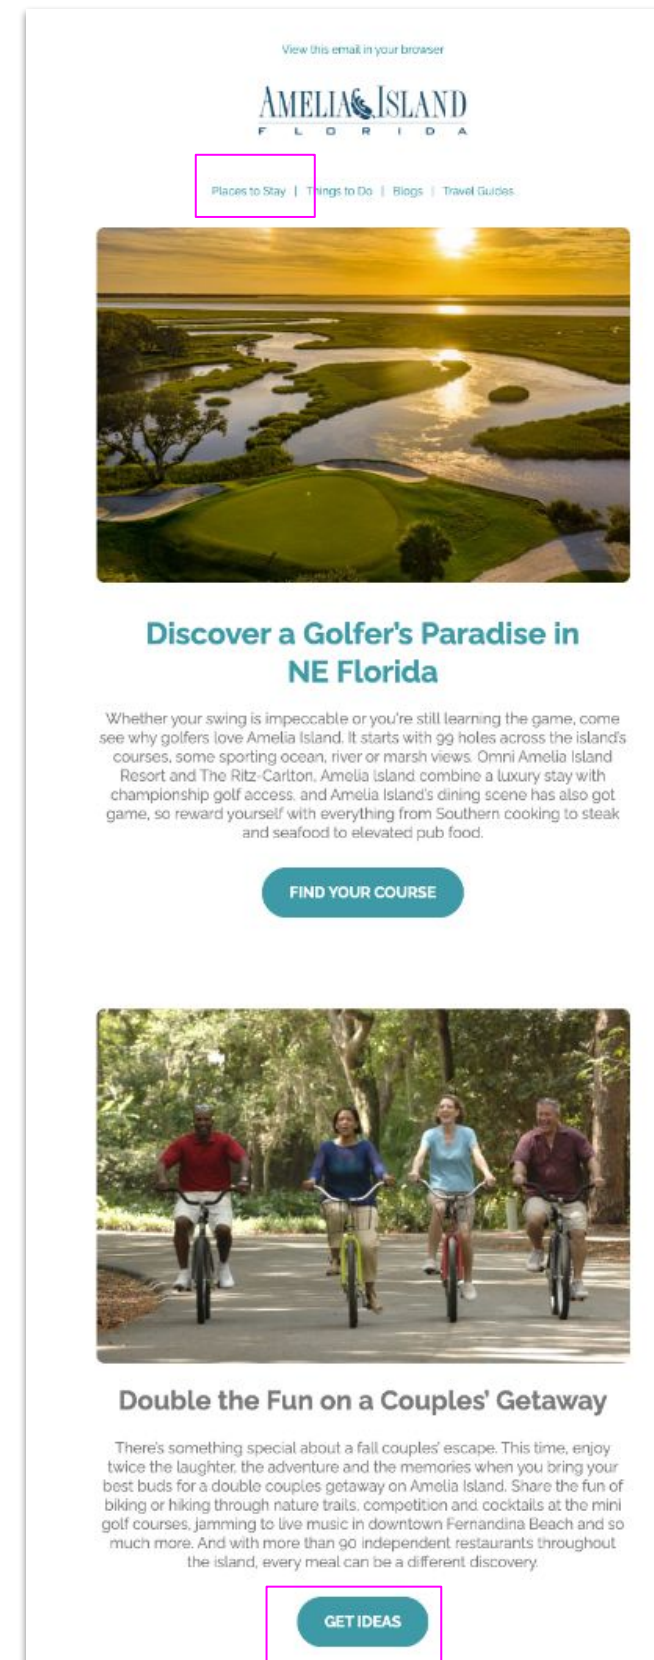 View this email in your browser
AMELIA ISLAND
FLORIDA
Places to Stay | Things to Do | Blogs | Travel Guides
Discover a Golfer's Paradise in
NE Florida
Whether your swing is impeccable or you're still learning the game, come
see why golfers love Amelia Island. It starts with 99 holes across the island's
courses, some sporting ocean, river or marsh views. Omni Amelia Island
Resort and The Ritz-Carlton, Amelia Island combine a luxury stay with
championship golf access, and Amelia Island's dining scene has also got
game, so reward yourself with everything from Southern cooking to steak
and seafood to elevated pub food.
FIND YOUR COURSE
Double the Fun on a Couples' Getaway
There's something special about a fall couples' escape. This time, enjoy
twice the laughter, the adventure and the memories when you bring your
best buds for a double couples getaway on Amelia Island. Share the fun of
biking or hiking through nature trails, competition and cocktails at the mini
golf courses, jamming to live music in downtown Fernandina Beach and so
much more. And with more than 90 independent restaurants throughout
the island, every meal can be a different discovery.
GET IDEAS